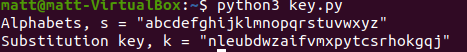 matt@matt-VirtualBox:~$ python3 key.py
Alphabets, s = "abcdefghijklmnopqrstuvwxyz"
Substitution key, k = "nleubdwzaifvmxpytcsrhokgqj"